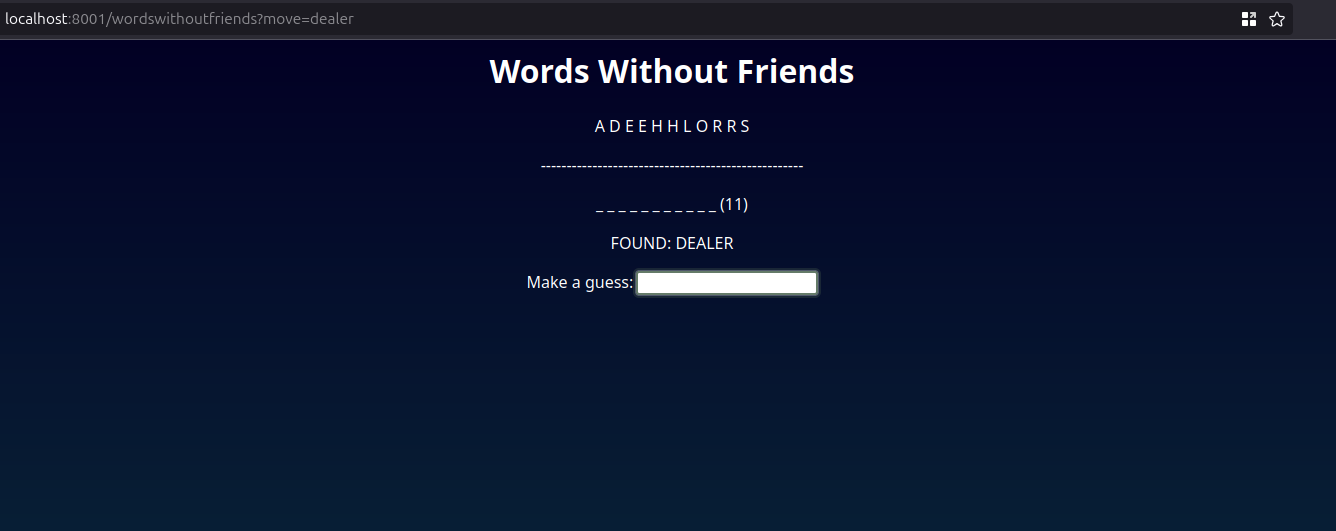 localhost:8001/wordswithoutfriends?move=dealer
Words Without Friends
A D E E H H L O R R S
---------------------------------------------------
_ _ _ _ _ _ _ _ _ _ _ (11)
FOUND: DEALER
Make a guess: